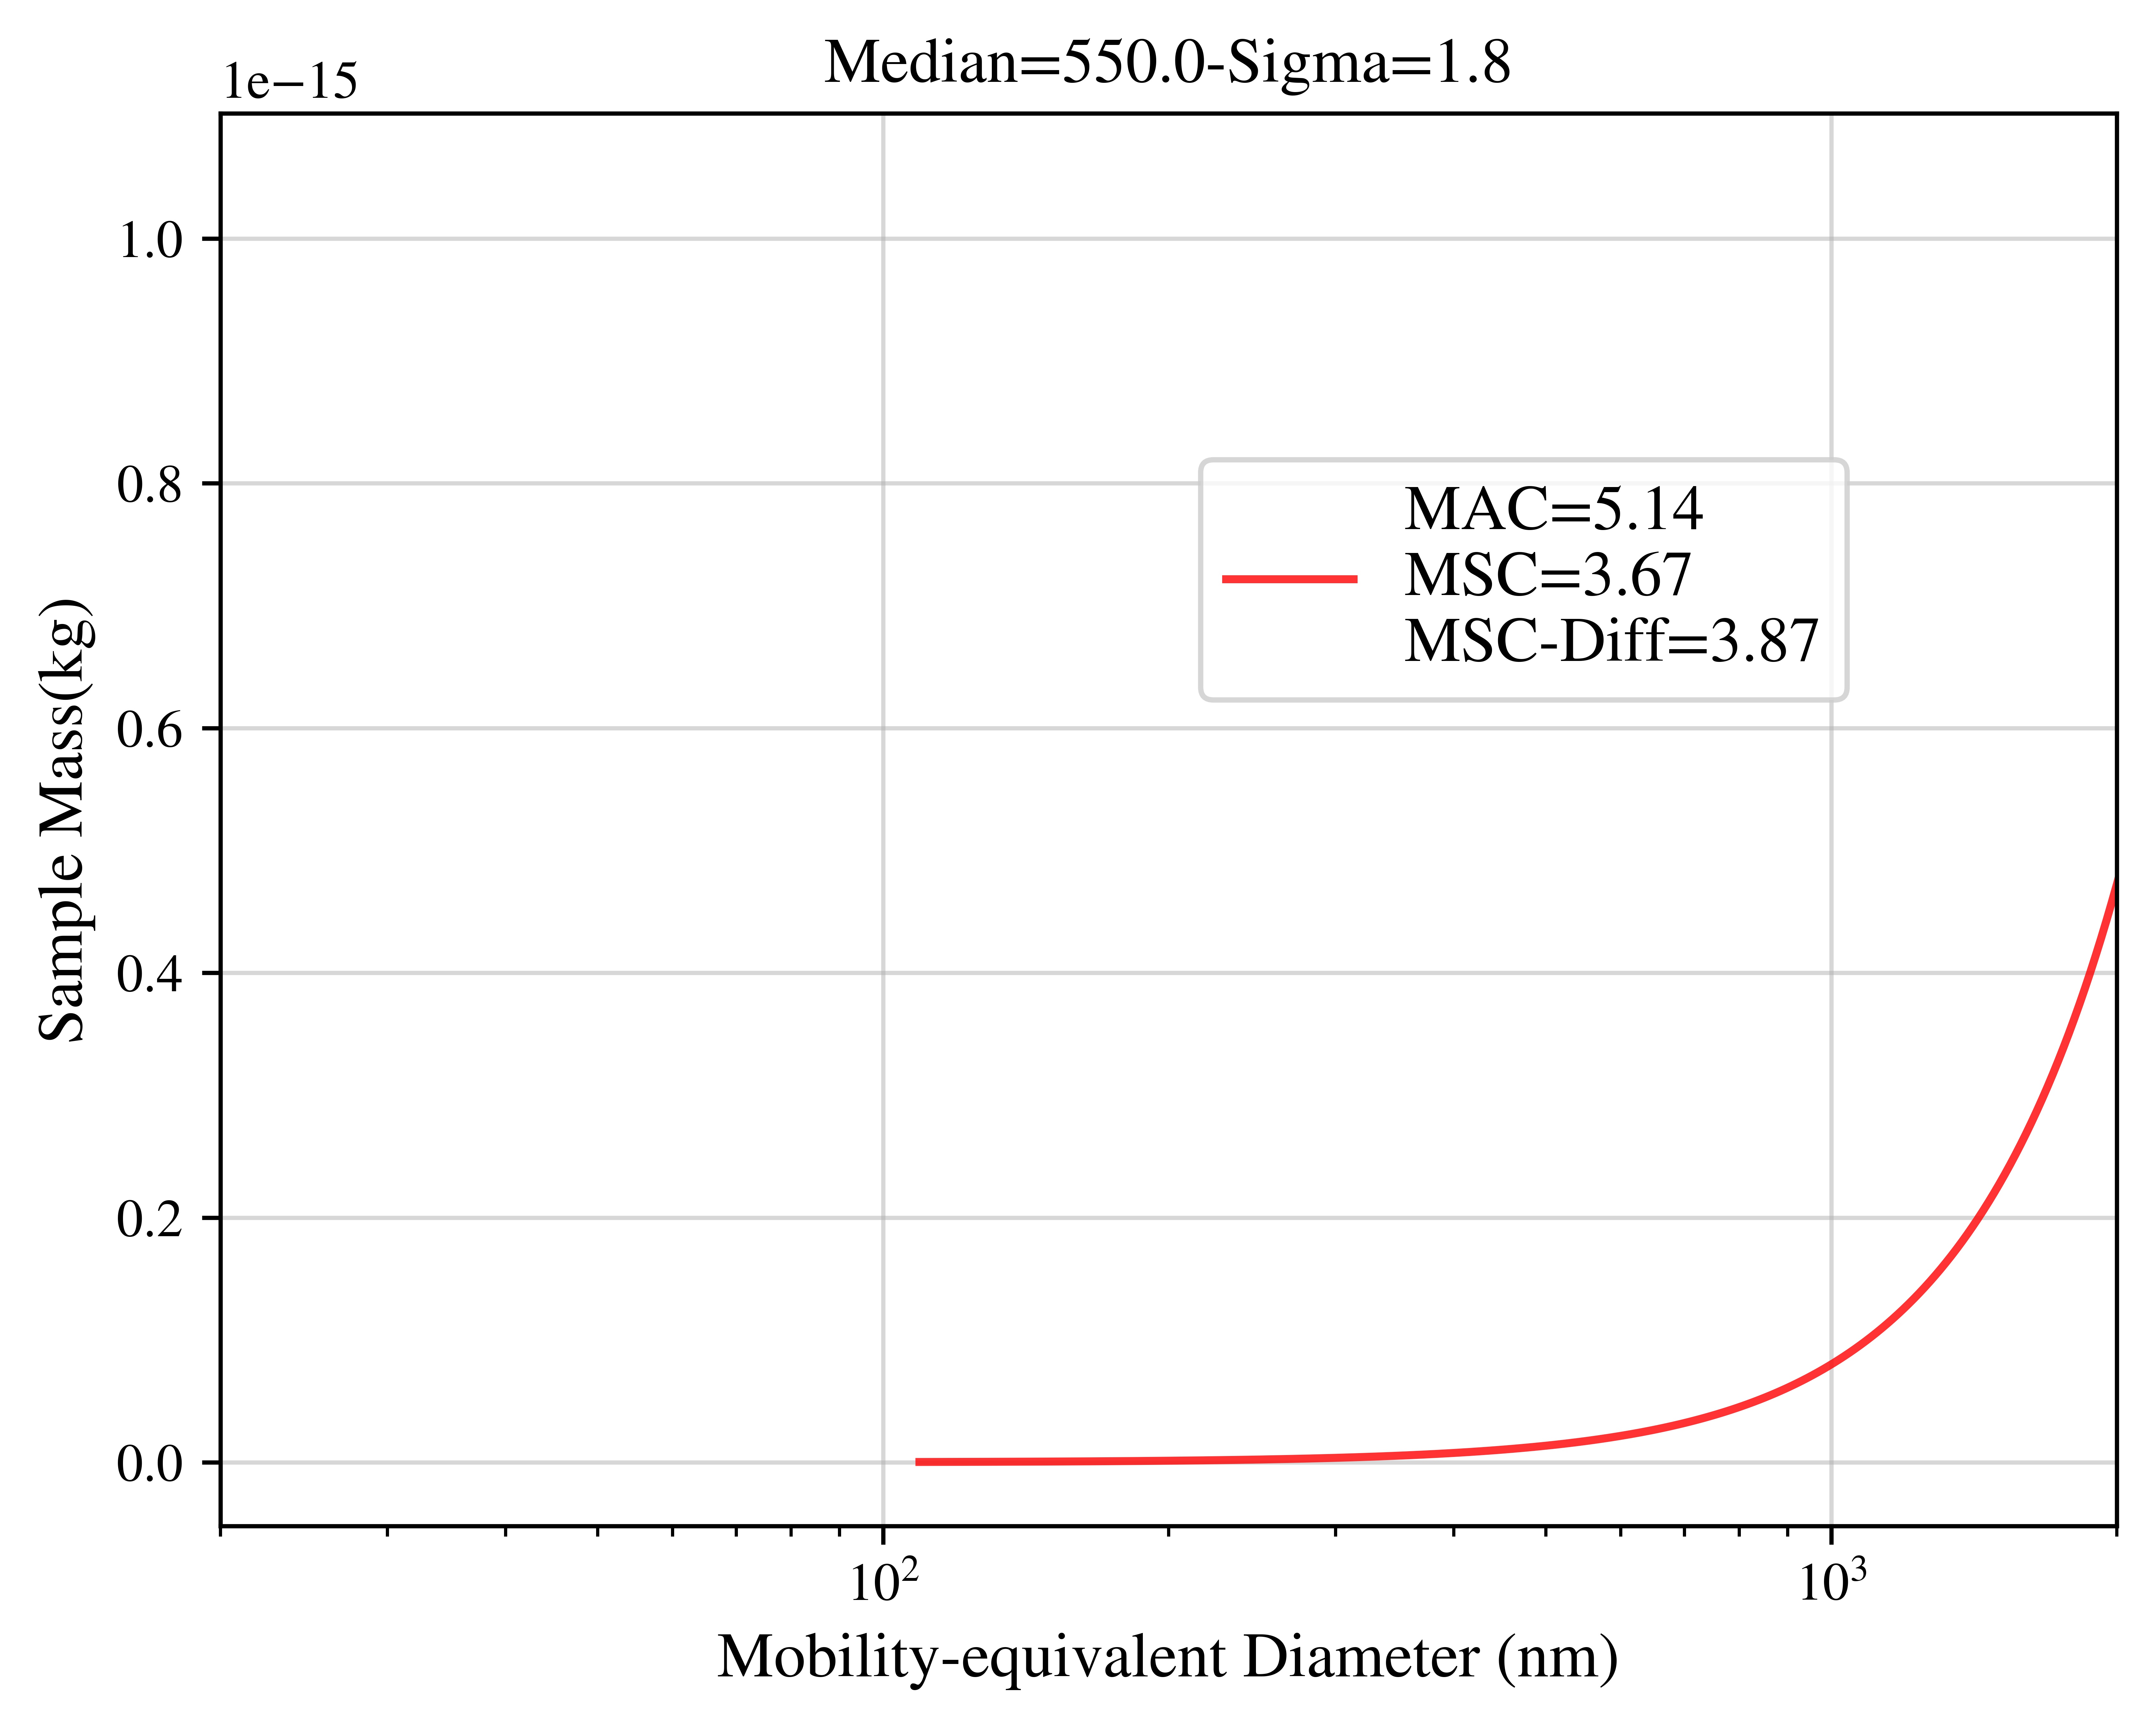 Median=550.0-Sigma=1.8
1e−15
1.0
0.8
0.6
0.4
0.2
0.0
Sample Mass(kg)
MAC=5.14
MSC=3.67
MSC-Diff=3.87
10²
10³
Mobility-equivalent Diameter (nm)